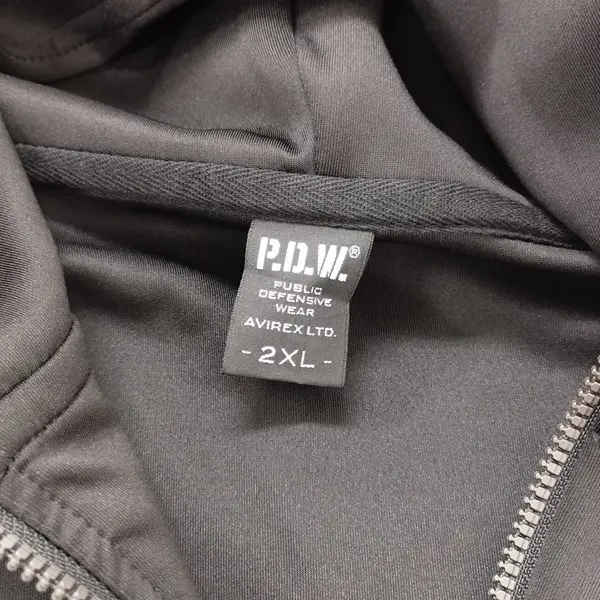 P.D.W.®
PUBLIC
DEFENSIVE
WEAR
AVIREX LTD.
- 2XL -